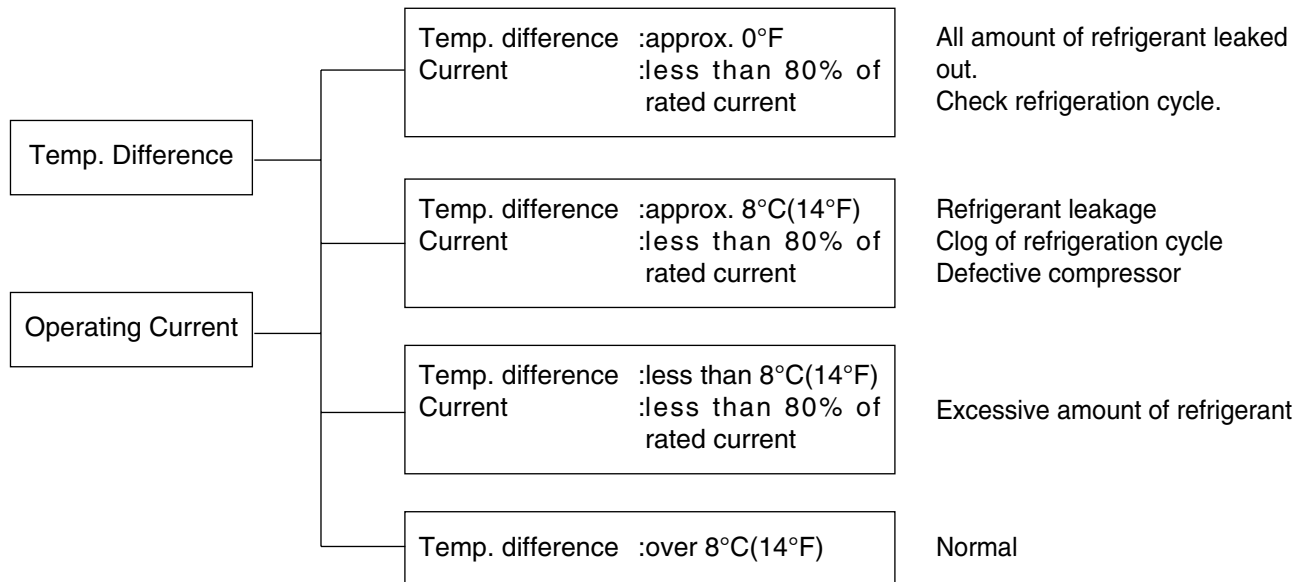 Temp. Difference
Operating Current
Temp. difference :approx. 0°F
Current :less than 80% of
rated current
All amount of refrigerant leaked
out.
Check refrigeration cycle.
Temp. difference :approx. 8°C(14°F)
Current :less than 80% of
rated current
Refrigerant leakage
Clog of refrigeration cycle
Defective compressor
Temp. difference :less than 8°C(14°F)
Current :less than 80% of
rated current
Excessive amount of refrigerant
Temp. difference :over 8°C(14°F)
Normal